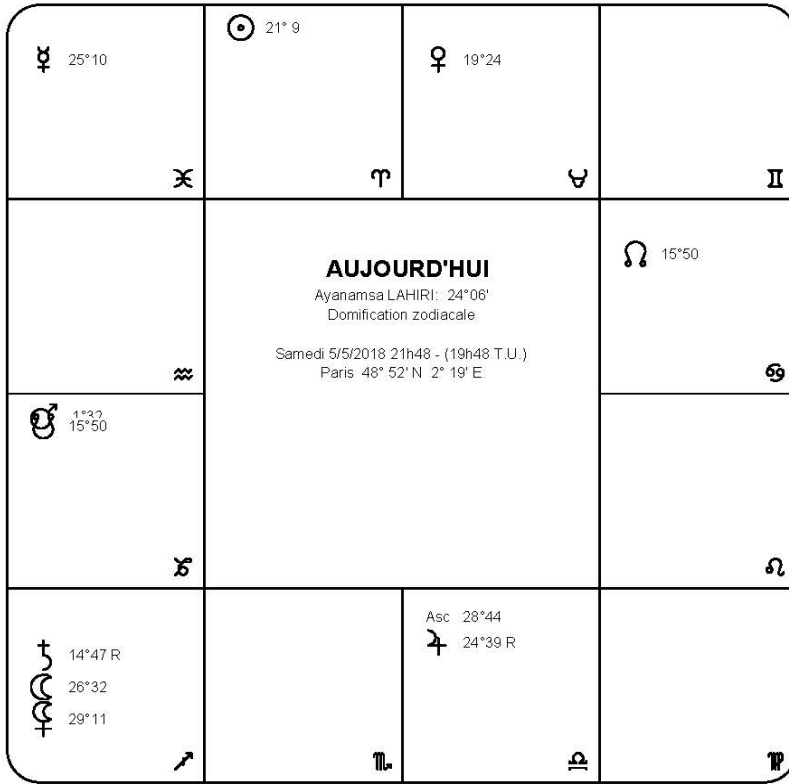 21° 9
25°10
19°24
AUJOURD'HUI
Ayanamsa LAHIRI: 24°06'
Domification zodiacale
Samedi 5/5/2018 21h48 - (19h48 T.U.)
Paris 48° 52' N 2° 19' E
15°50
1°32
15°50
Asc 28°44
24°39 R
14°47 R
26°32
29°11